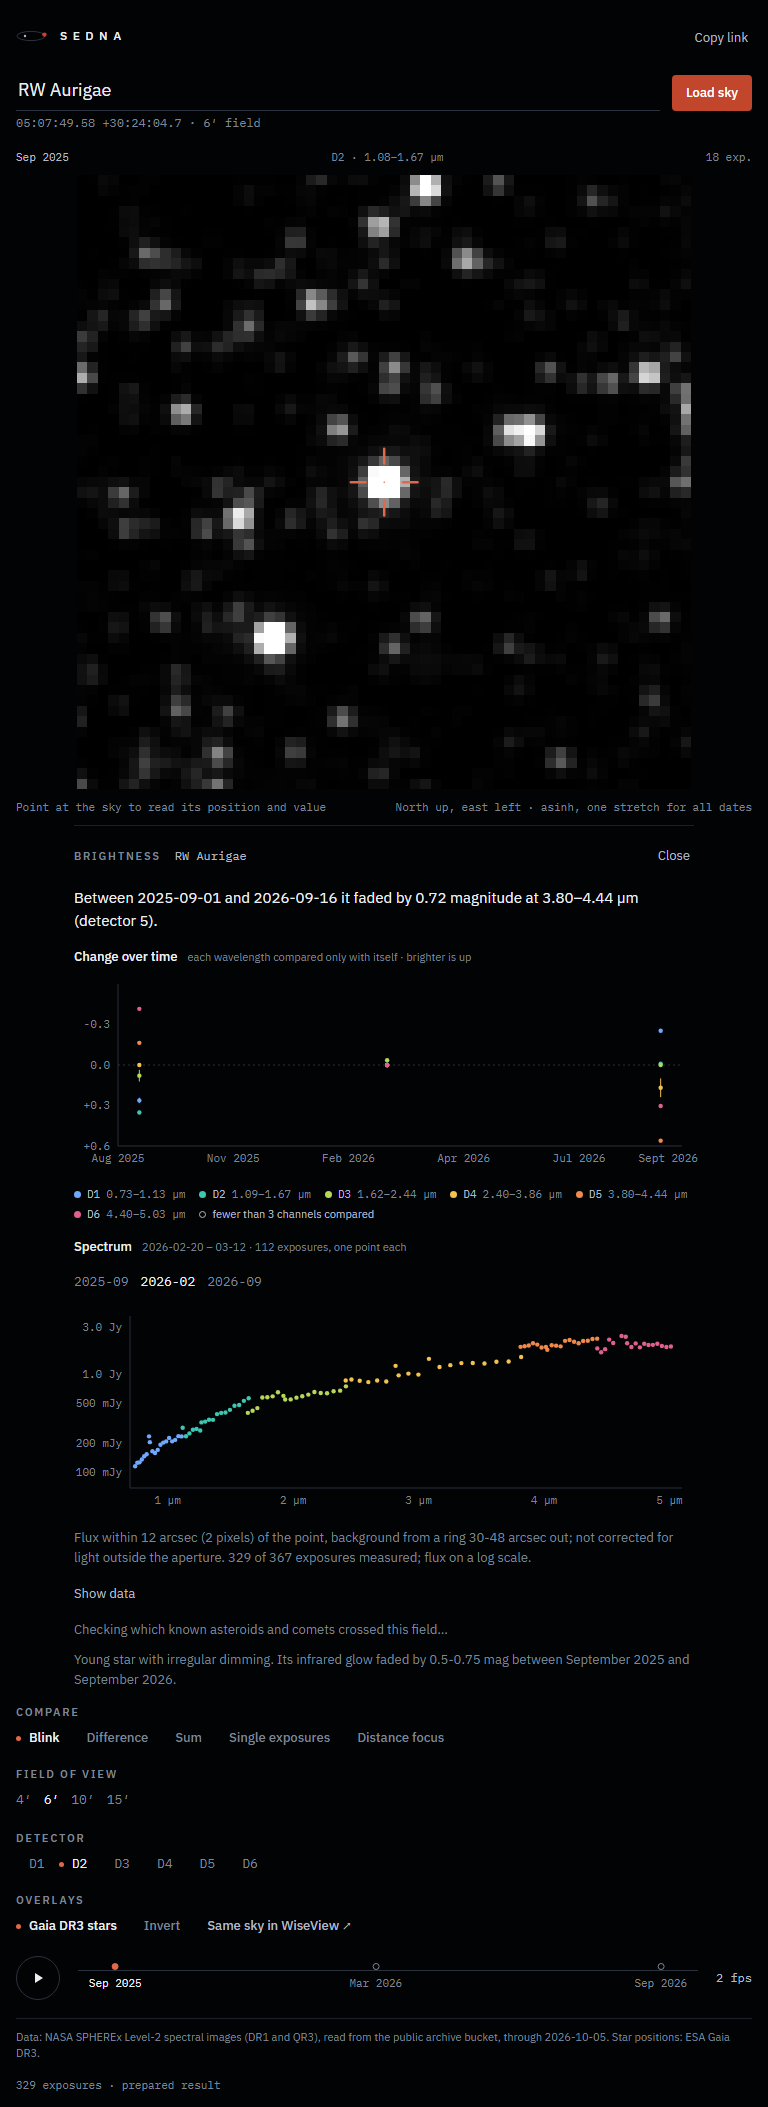 SEDNA
Copy link
RW Aurigae
Load sky
05:07:49.58 +30:24:04.7 · 6′ field
Sep 2025
D2 · 1.08–1.67 µm
18 exp.
Point at the sky to read its position and value
North up, east left · asinh, one stretch for all dates
BRIGHTNESS RW Aurigae
Close
Between 2025-09-01 and 2026-09-16 it faded by 0.72 magnitude at 3.80–4.44 µm
(detector 5).
Change over time each wavelength compared only with itself · brighter is up
-0.3
0.0
+0.3
+0.6
Aug 2025 Nov 2025 Feb 2026 Apr 2026 Jul 2026 Sept 2026
D1 0.73–1.13 µm D2 1.09–1.67 µm D3 1.62–2.44 µm D4 2.40–3.86 µm D5 3.80–4.44 µm
D6 4.40–5.03 µm fewer than 3 channels compared
Spectrum 2026-02-20 – 03-12 · 112 exposures, one point each
2025-09 2026-02 2026-09
3.0 Jy
1.0 Jy
500 mJy
200 mJy
100 mJy
1 µm 2 µm 3 µm 4 µm 5 µm
Flux within 12 arcsec (2 pixels) of the point, background from a ring 30-48 arcsec out; not corrected for
light outside the aperture. 329 of 367 exposures measured; flux on a log scale.
Show data
Checking which known asteroids and comets crossed this field…
Young star with irregular dimming. Its infrared glow faded by 0.5-0.75 mag between September 2025 and
September 2026.
COMPARE
Blink Difference Sum Single exposures Distance focus
FIELD OF VIEW
4′ 6′ 10′ 15′
DETECTOR
D1 D2 D3 D4 D5 D6
OVERLAYS
Gaia DR3 stars Invert Same sky in WiseView ↗
Sep 2025 Mar 2026 Sep 2026
2 fps
Data: NASA SPHEREx Level-2 spectral images (DR1 and QR3), read from the public archive bucket, through 2026-10-05. Star positions: ESA Gaia
DR3.
329 exposures · prepared result